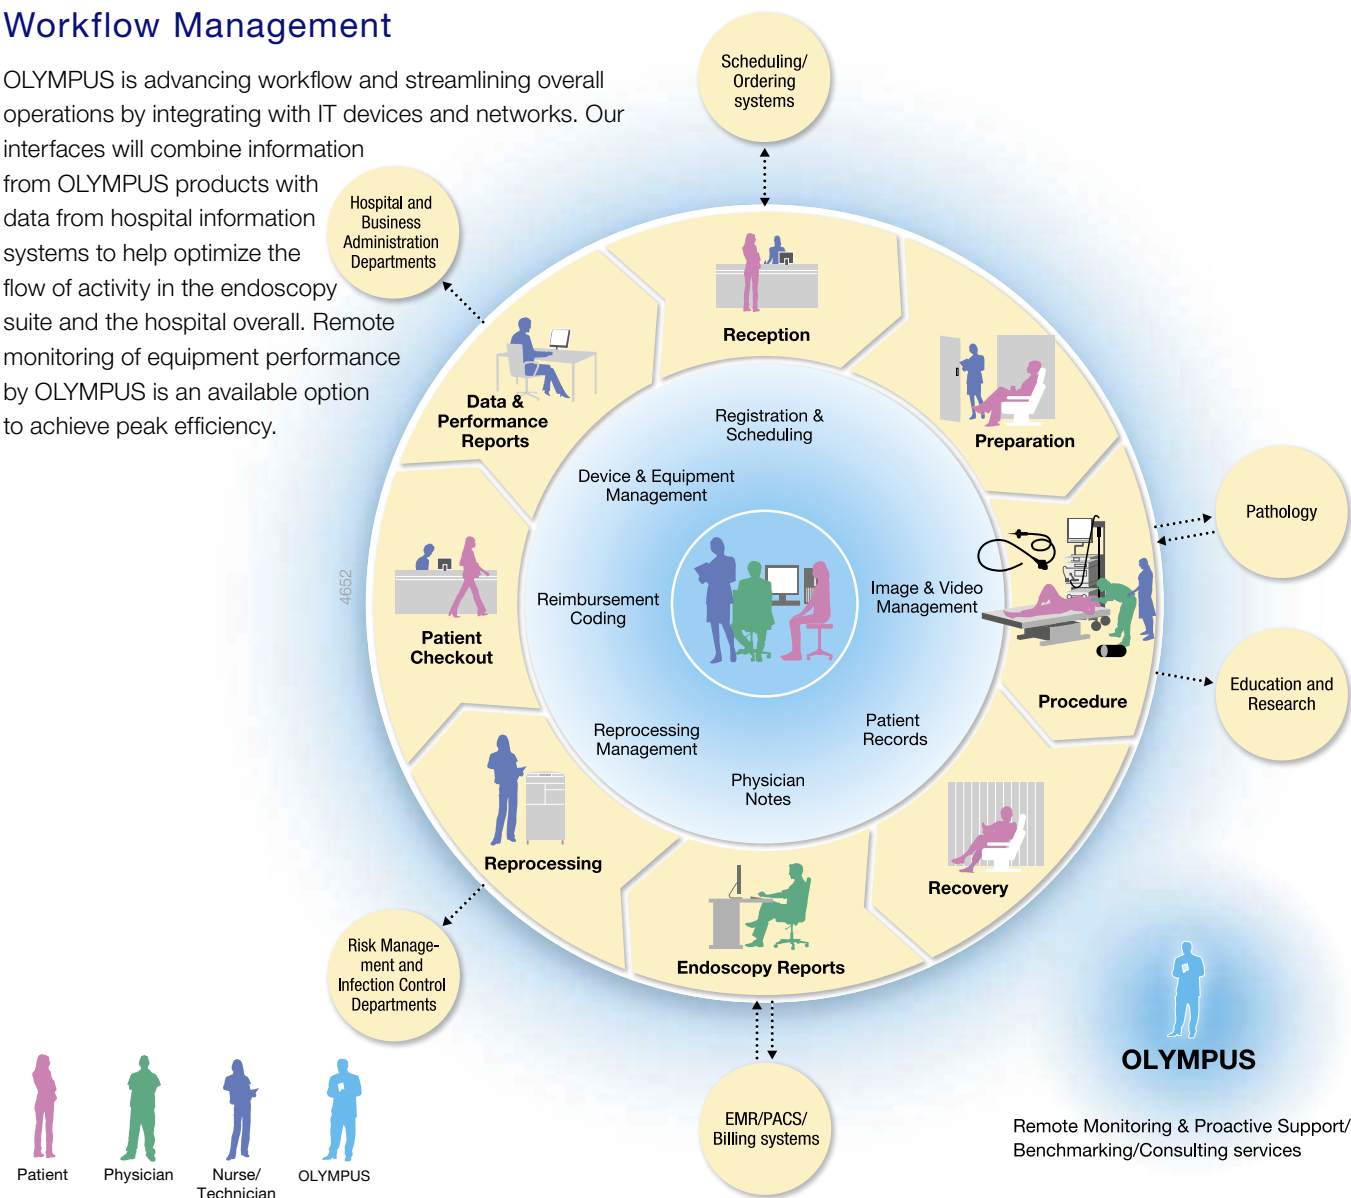 Workflow Management
OLYMPUS is advancing workflow and streamlining overall
operations by integrating with IT devices and networks. Our
interfaces will combine information
from OLYMPUS products with
data from hospital information
systems to help optimize the
flow of activity in the endoscopy
suite and the hospital overall. Remote
monitoring of equipment performance
by OLYMPUS is an available option
to achieve peak efficiency.
Scheduling/
Ordering
systems
Hospital and
Business
Administration
Departments
Reception
Data &
Performance
Reports
Preparation
Registration &
Scheduling
Device & Equipment
Management
Pathology
4652
Reimbursement
Coding
Image & Video
Management
Patient
Checkout
Procedure
Education and
Research
Reprocessing
Management
Patient
Records
Physician
Notes
Reprocessing
Recovery
Endoscopy Reports
Risk Manage-
ment and
Infection Control
Departments
EMR/PACS/
Billing systems
OLYMPUS
Remote Monitoring & Proactive Support/
Benchmarking/Consulting services
Patient
Physician
Nurse/
Technician
OLYMPUS